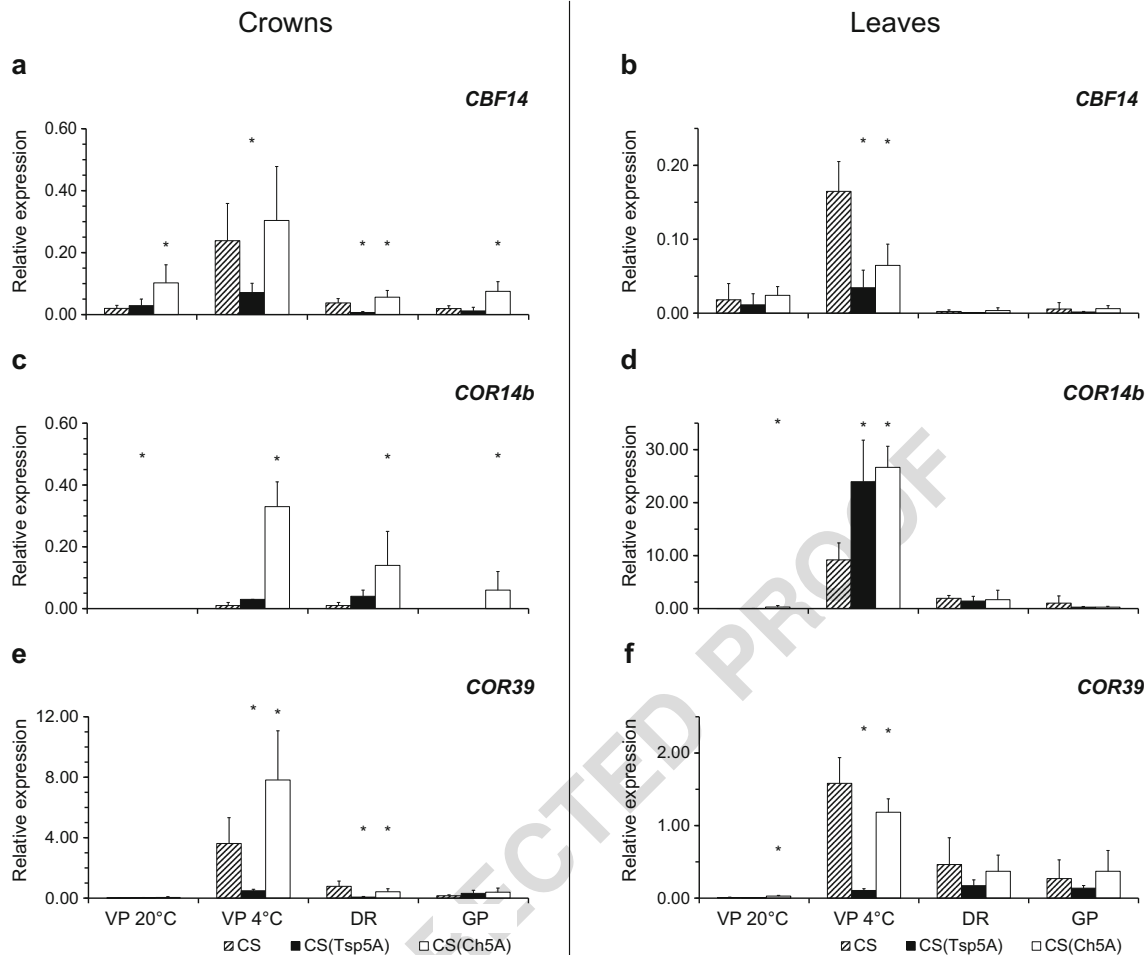 Crowns
Leaves
a
CBF14
Relative expression
0.60
0.40
0.20
0.00
*
*
*
*
*
b
CBF14
Relative expression
0.20
0.10
0.00
*
*
c
COR14b
Relative expression
0.60
0.40
0.20
0.00
*
*
*
*
d
COR14b
Relative expression
30.00
20.00
10.00
0.00
*
*
*
e
COR39
Relative expression
12.00
8.00
4.00
0.00
*
*
*
*
VP 20°C VP 4°C DR GP
CS CS(Tsp5A) CS(Ch5A)
f
COR39
Relative expression
2.00
1.00
0.00
*
*
*
VP 20°C VP 4°C DR GP
CS CS(Tsp5A) CS(Ch5A)
ECTED PROOF